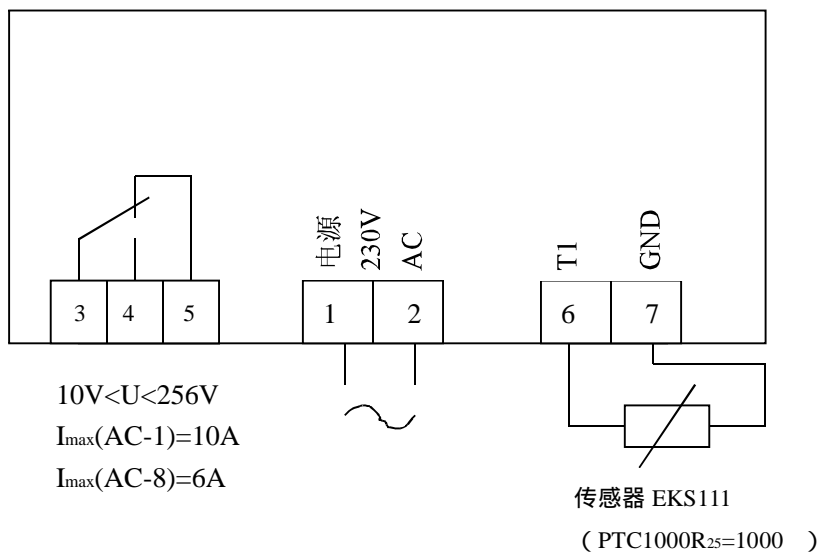 电源
230V
AC
T1
GND
3 4 5
1 2
6 7
10V<U<256V
Imax(AC-1)=10A
Imax(AC-8)=6A
传感器 EKS111
( PTC1000R25=1000 )